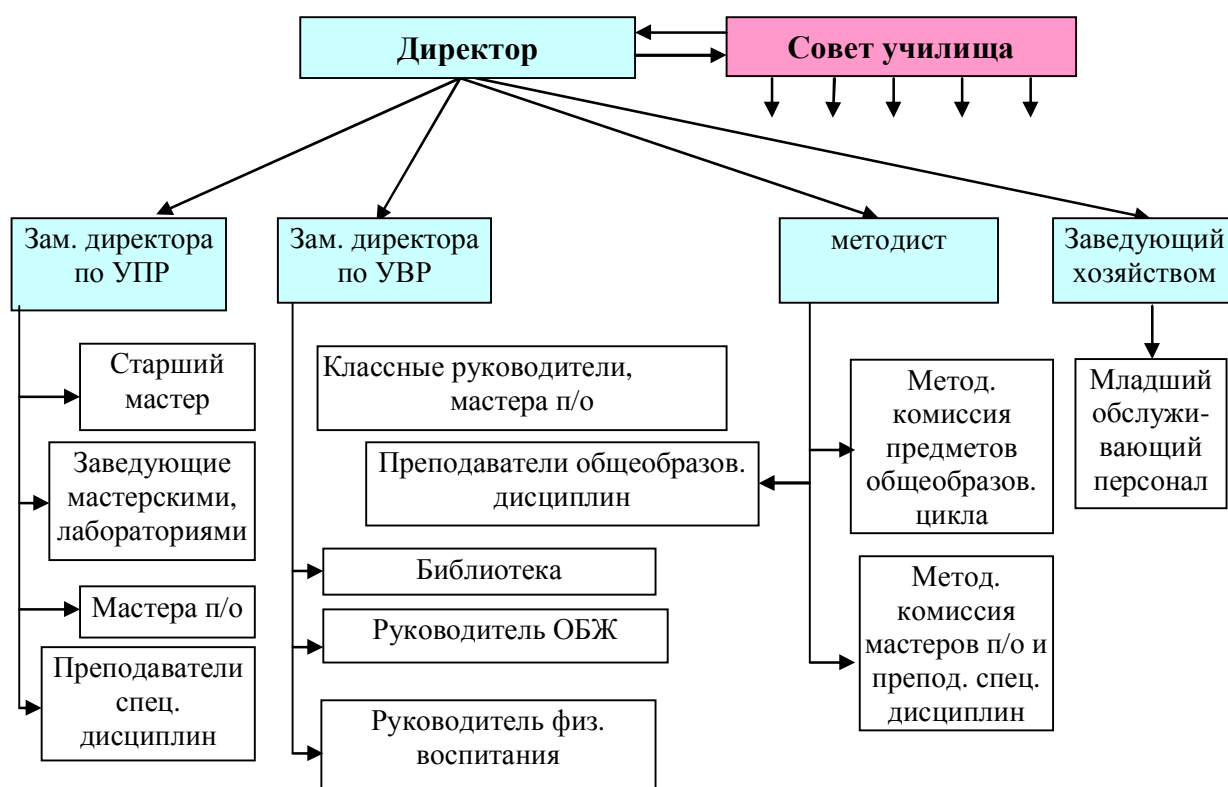 Директор
Совет училища
Зам. директора
по УПР
Зам. директора
по УВР
методист
Заведующий
хозяйством
Старший
мастер
Заведующие
мастерскими,
лабораториями
Мастера п/о
Преподаватели
спец.
дисциплин
Классные руководители,
мастера п/о
Преподаватели общеобразов.
дисциплин
Библиотека
Руководитель ОБЖ
Руководитель физ.
воспитания
Метод.
комиссия
предметов
общеобразов.
цикла
Метод.
комиссия
мастеров п/о и
препод. спец.
дисциплин
Младший
обслужи-
вающий
персонал